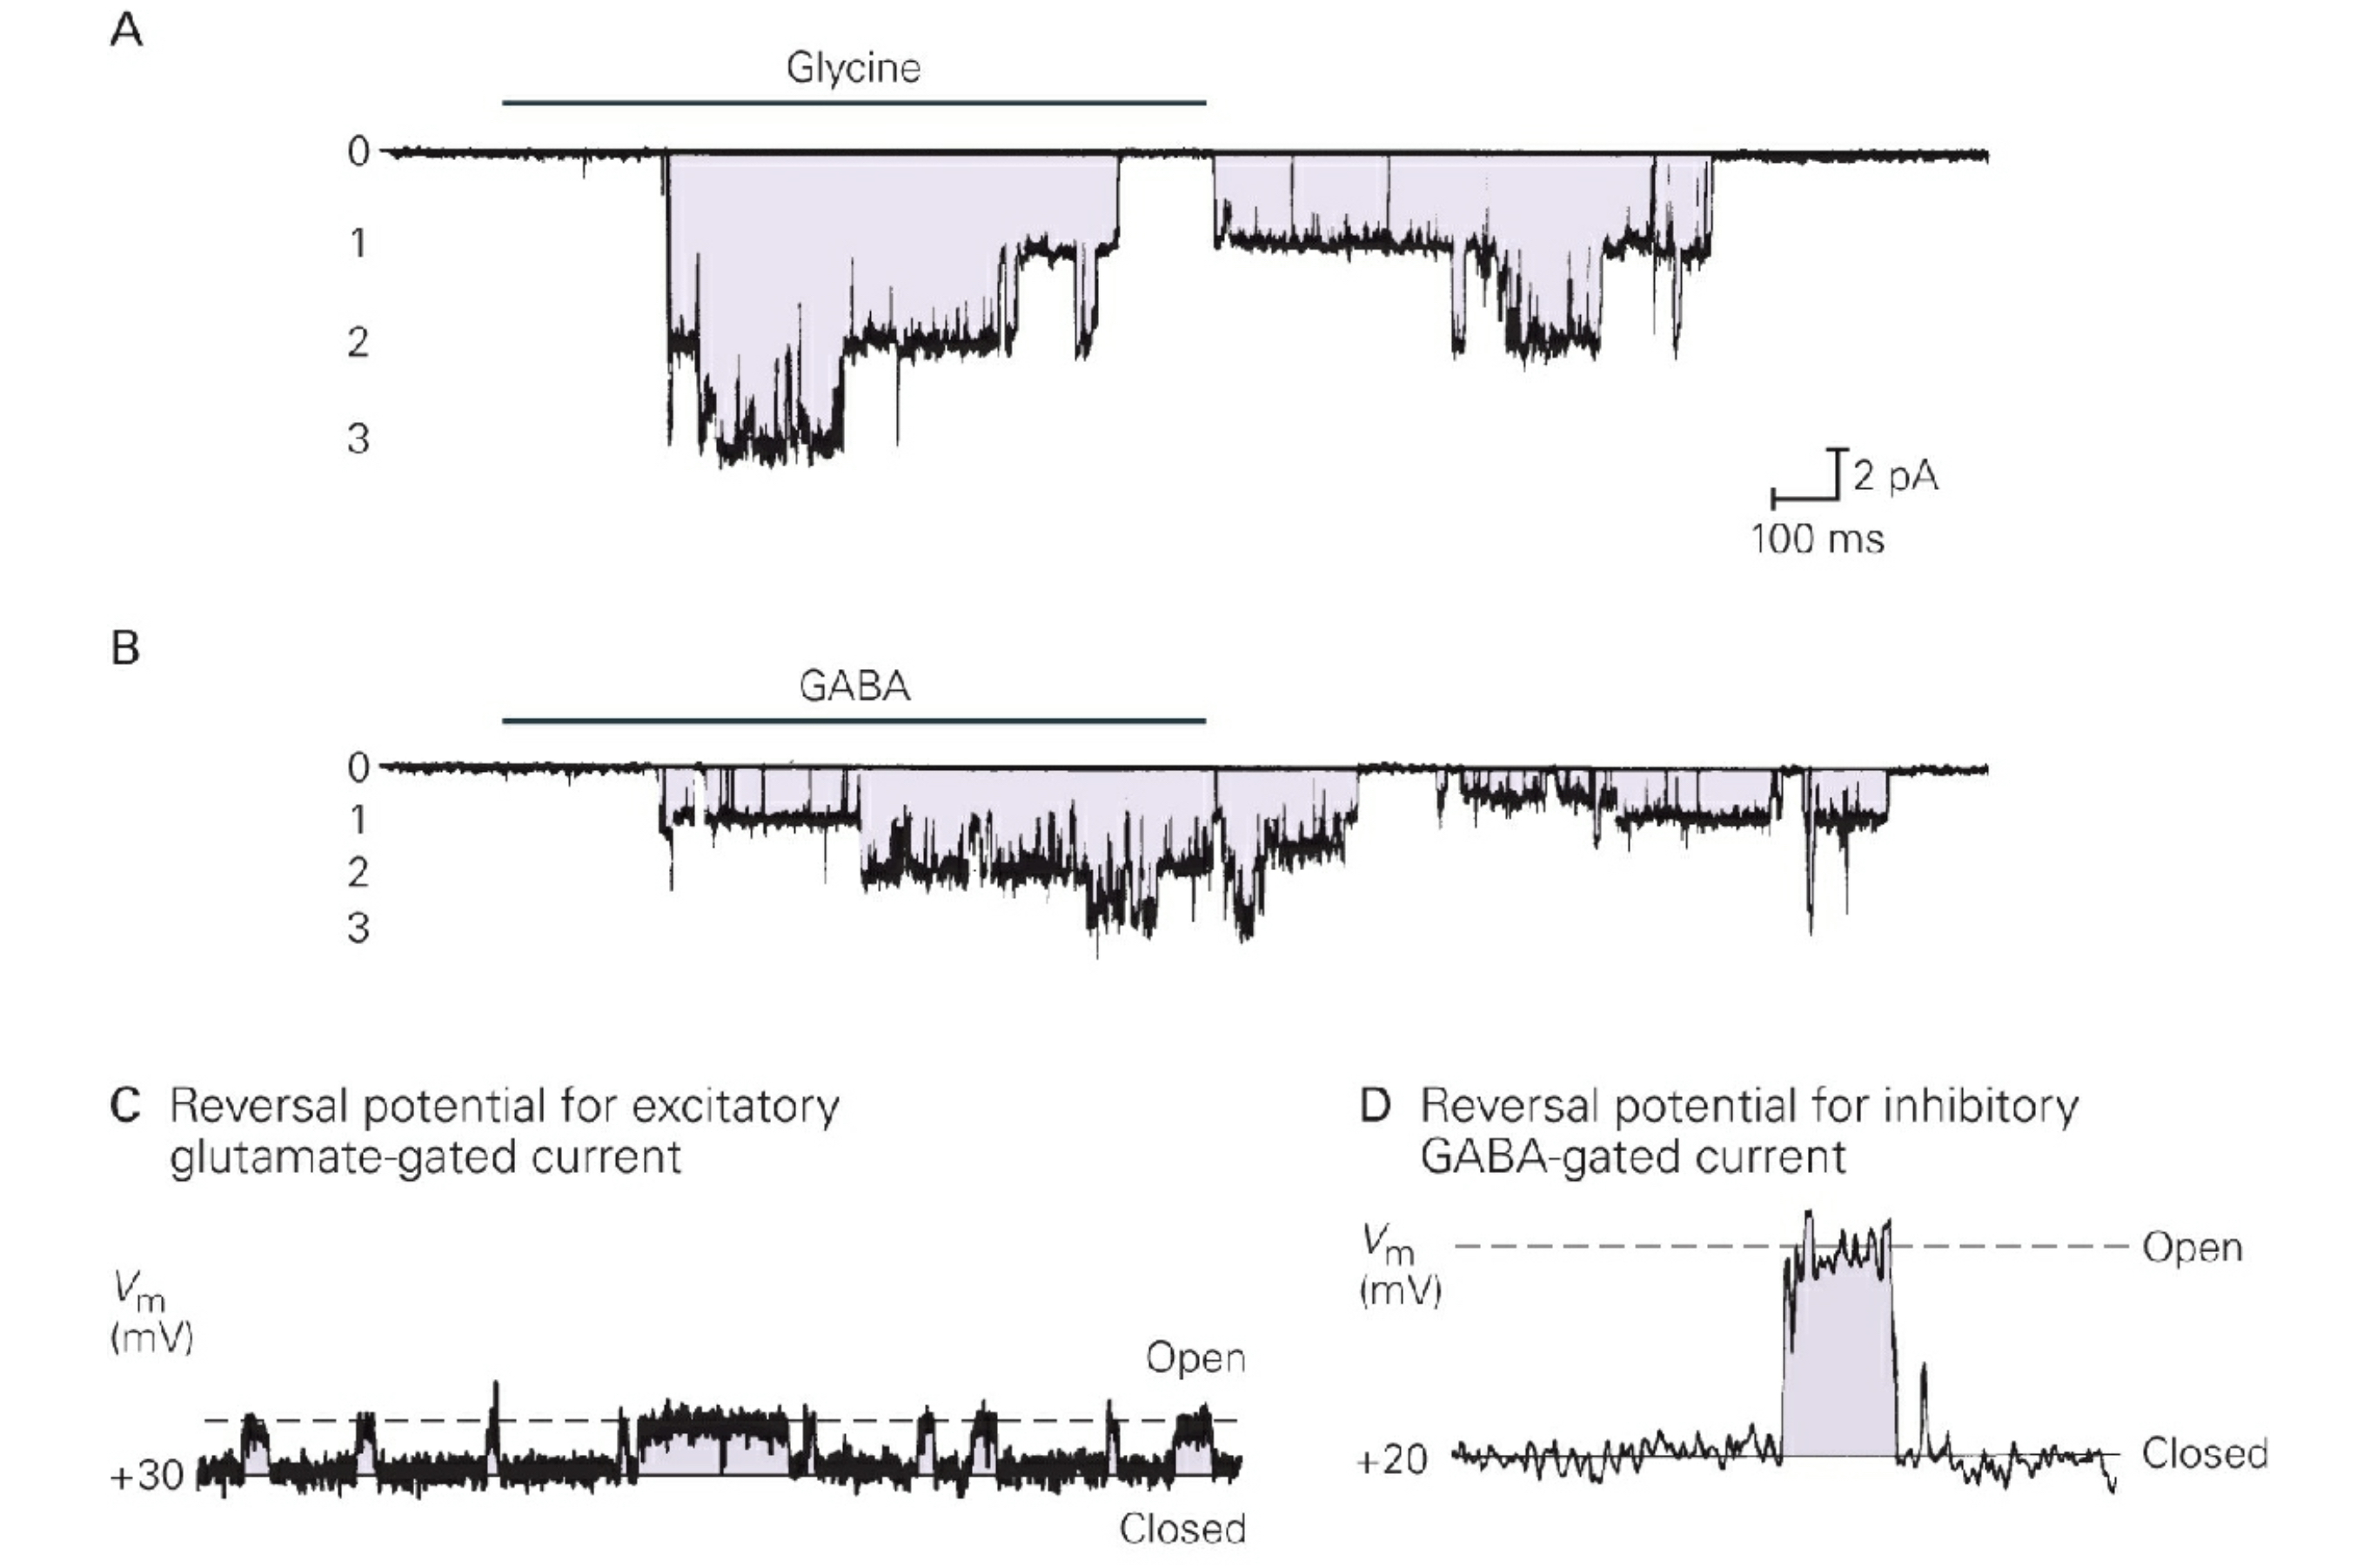 A
Glycine
0
1
2
3
2 pA
100 ms
B
GABA
0
1
2
3
C Reversal potential for excitatory
glutamate-gated current
Vm
(mV)
Open
+30
Closed
D Reversal potential for inhibitory
GABA-gated current
Vm
(mV)
Open
+20
Closed